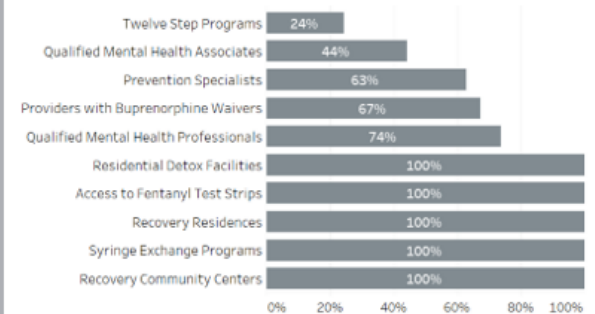 Twelve Step Programs 24%
Qualified Mental Health Associates 44%
Prevention Specialists 63%
Providers with Buprenorphine Waivers 67%
Qualified Mental Health Professionals 74%
Residential Detox Facilities 100%
Access to Fentanyl Test Strips 100%
Recovery Residences 100%
Syringe Exchange Programs 100%
Recovery Community Centers 100%
0% 20% 40% 60% 80% 100%